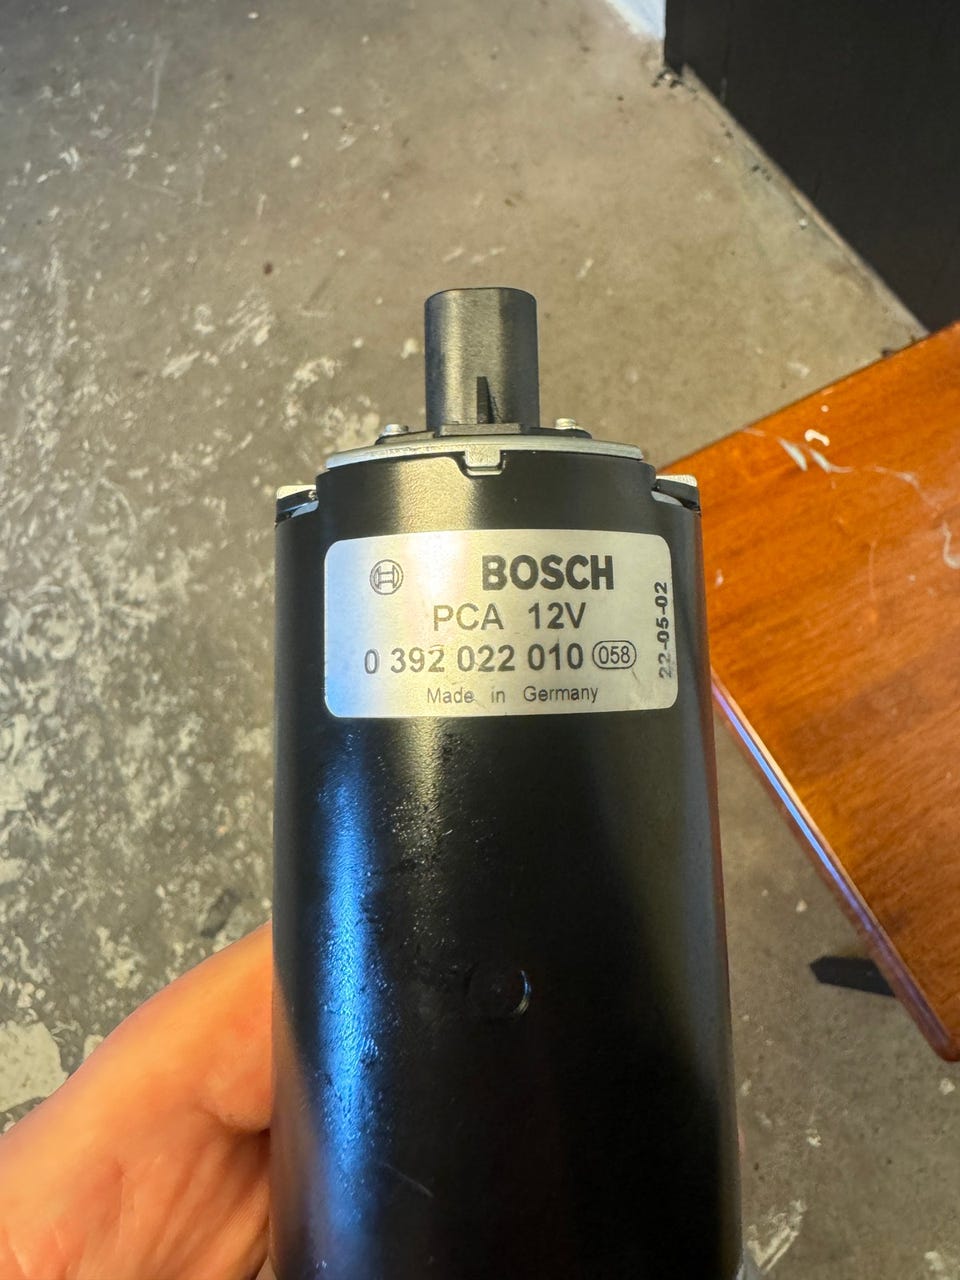 BOSCH
PCA 12V
0 392 022 010 058
Made in Germany
22-05-02